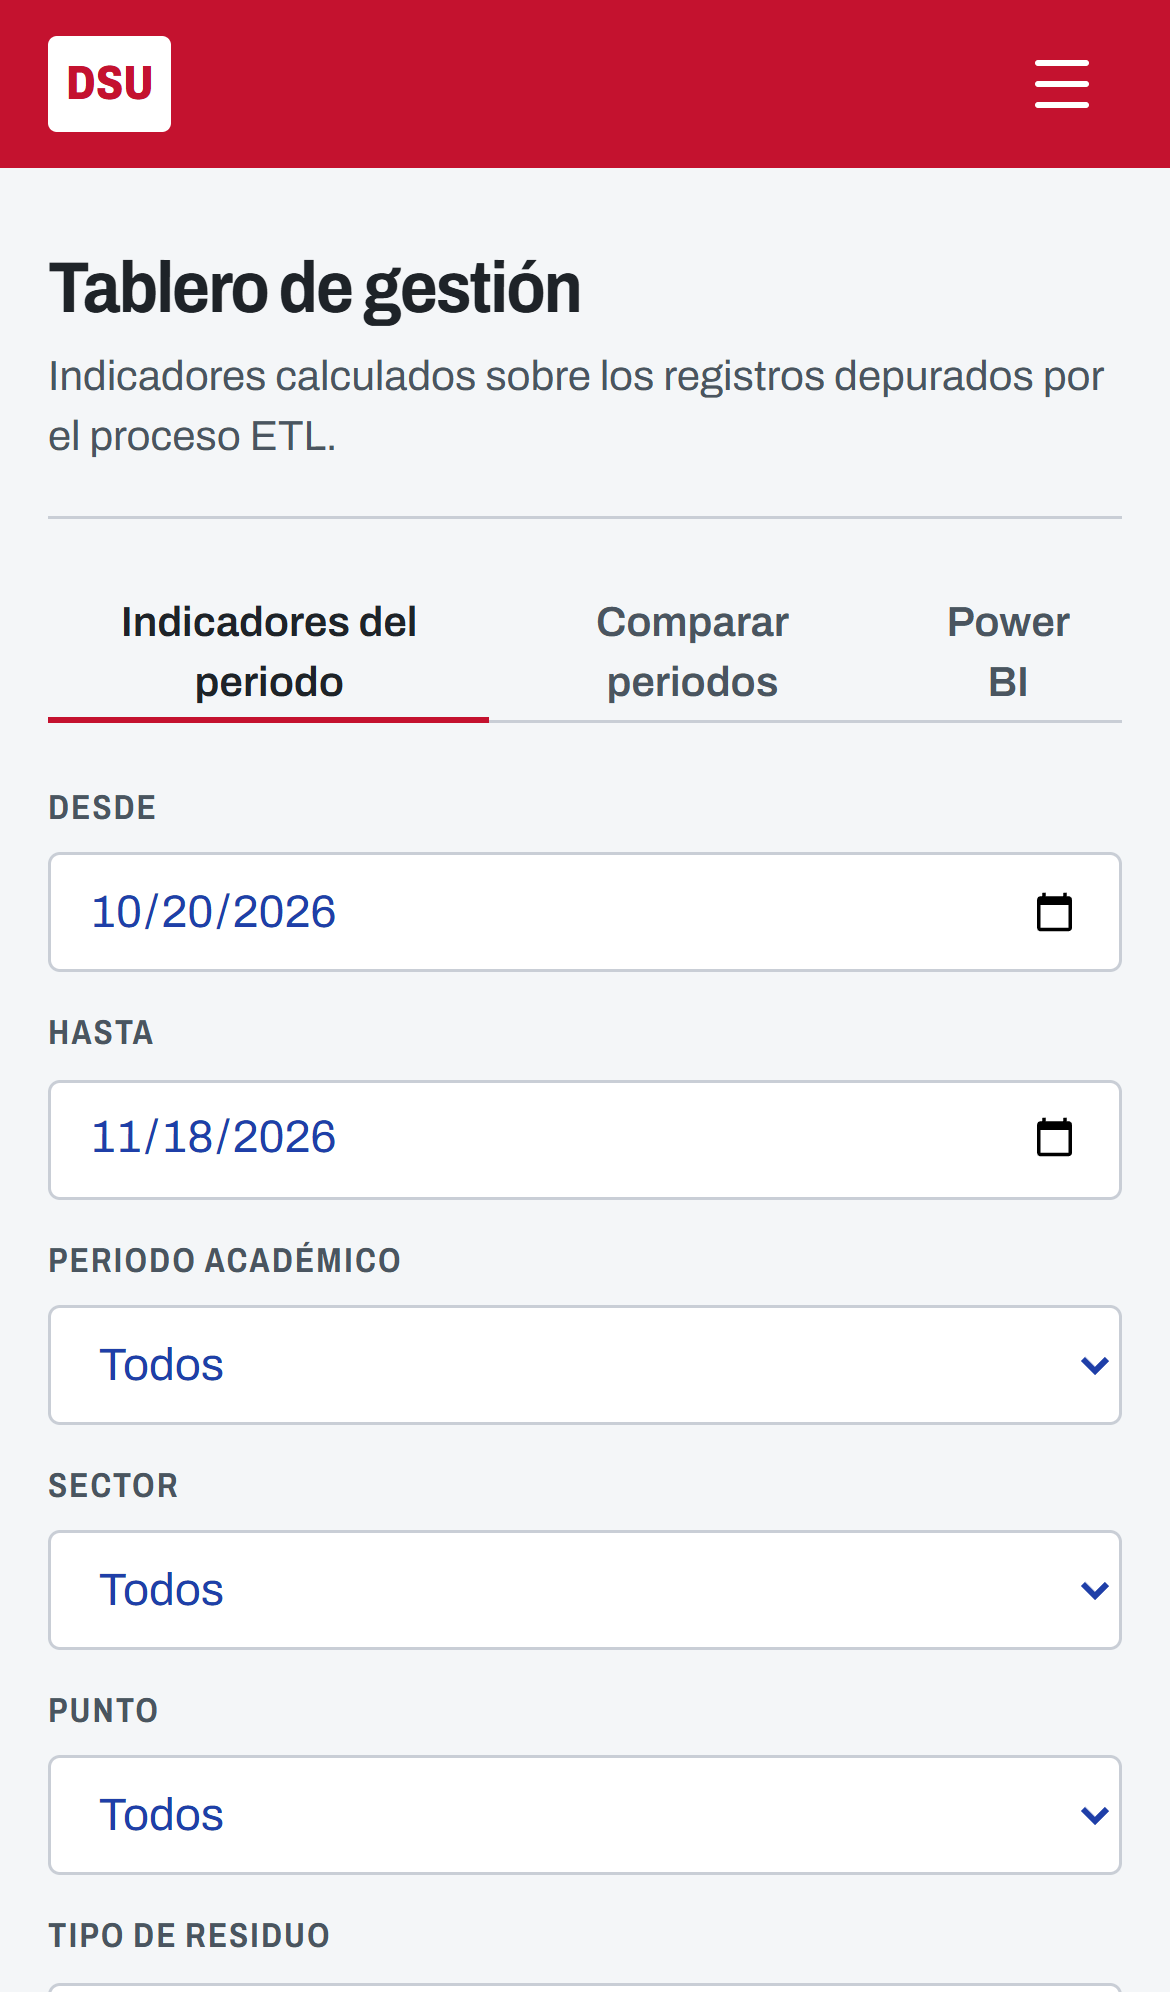 DSU
Tablero de gestión
Indicadores calculados sobre los registros depurados por
el proceso ETL.
Indicadores del
periodo
Comparar
periodos
Power
BI
DESDE
10/20/2026
HASTA
11/18/2026
PERIODO ACADÉMICO
Todos
SECTOR
Todos
PUNTO
Todos
TIPO DE RESIDUO